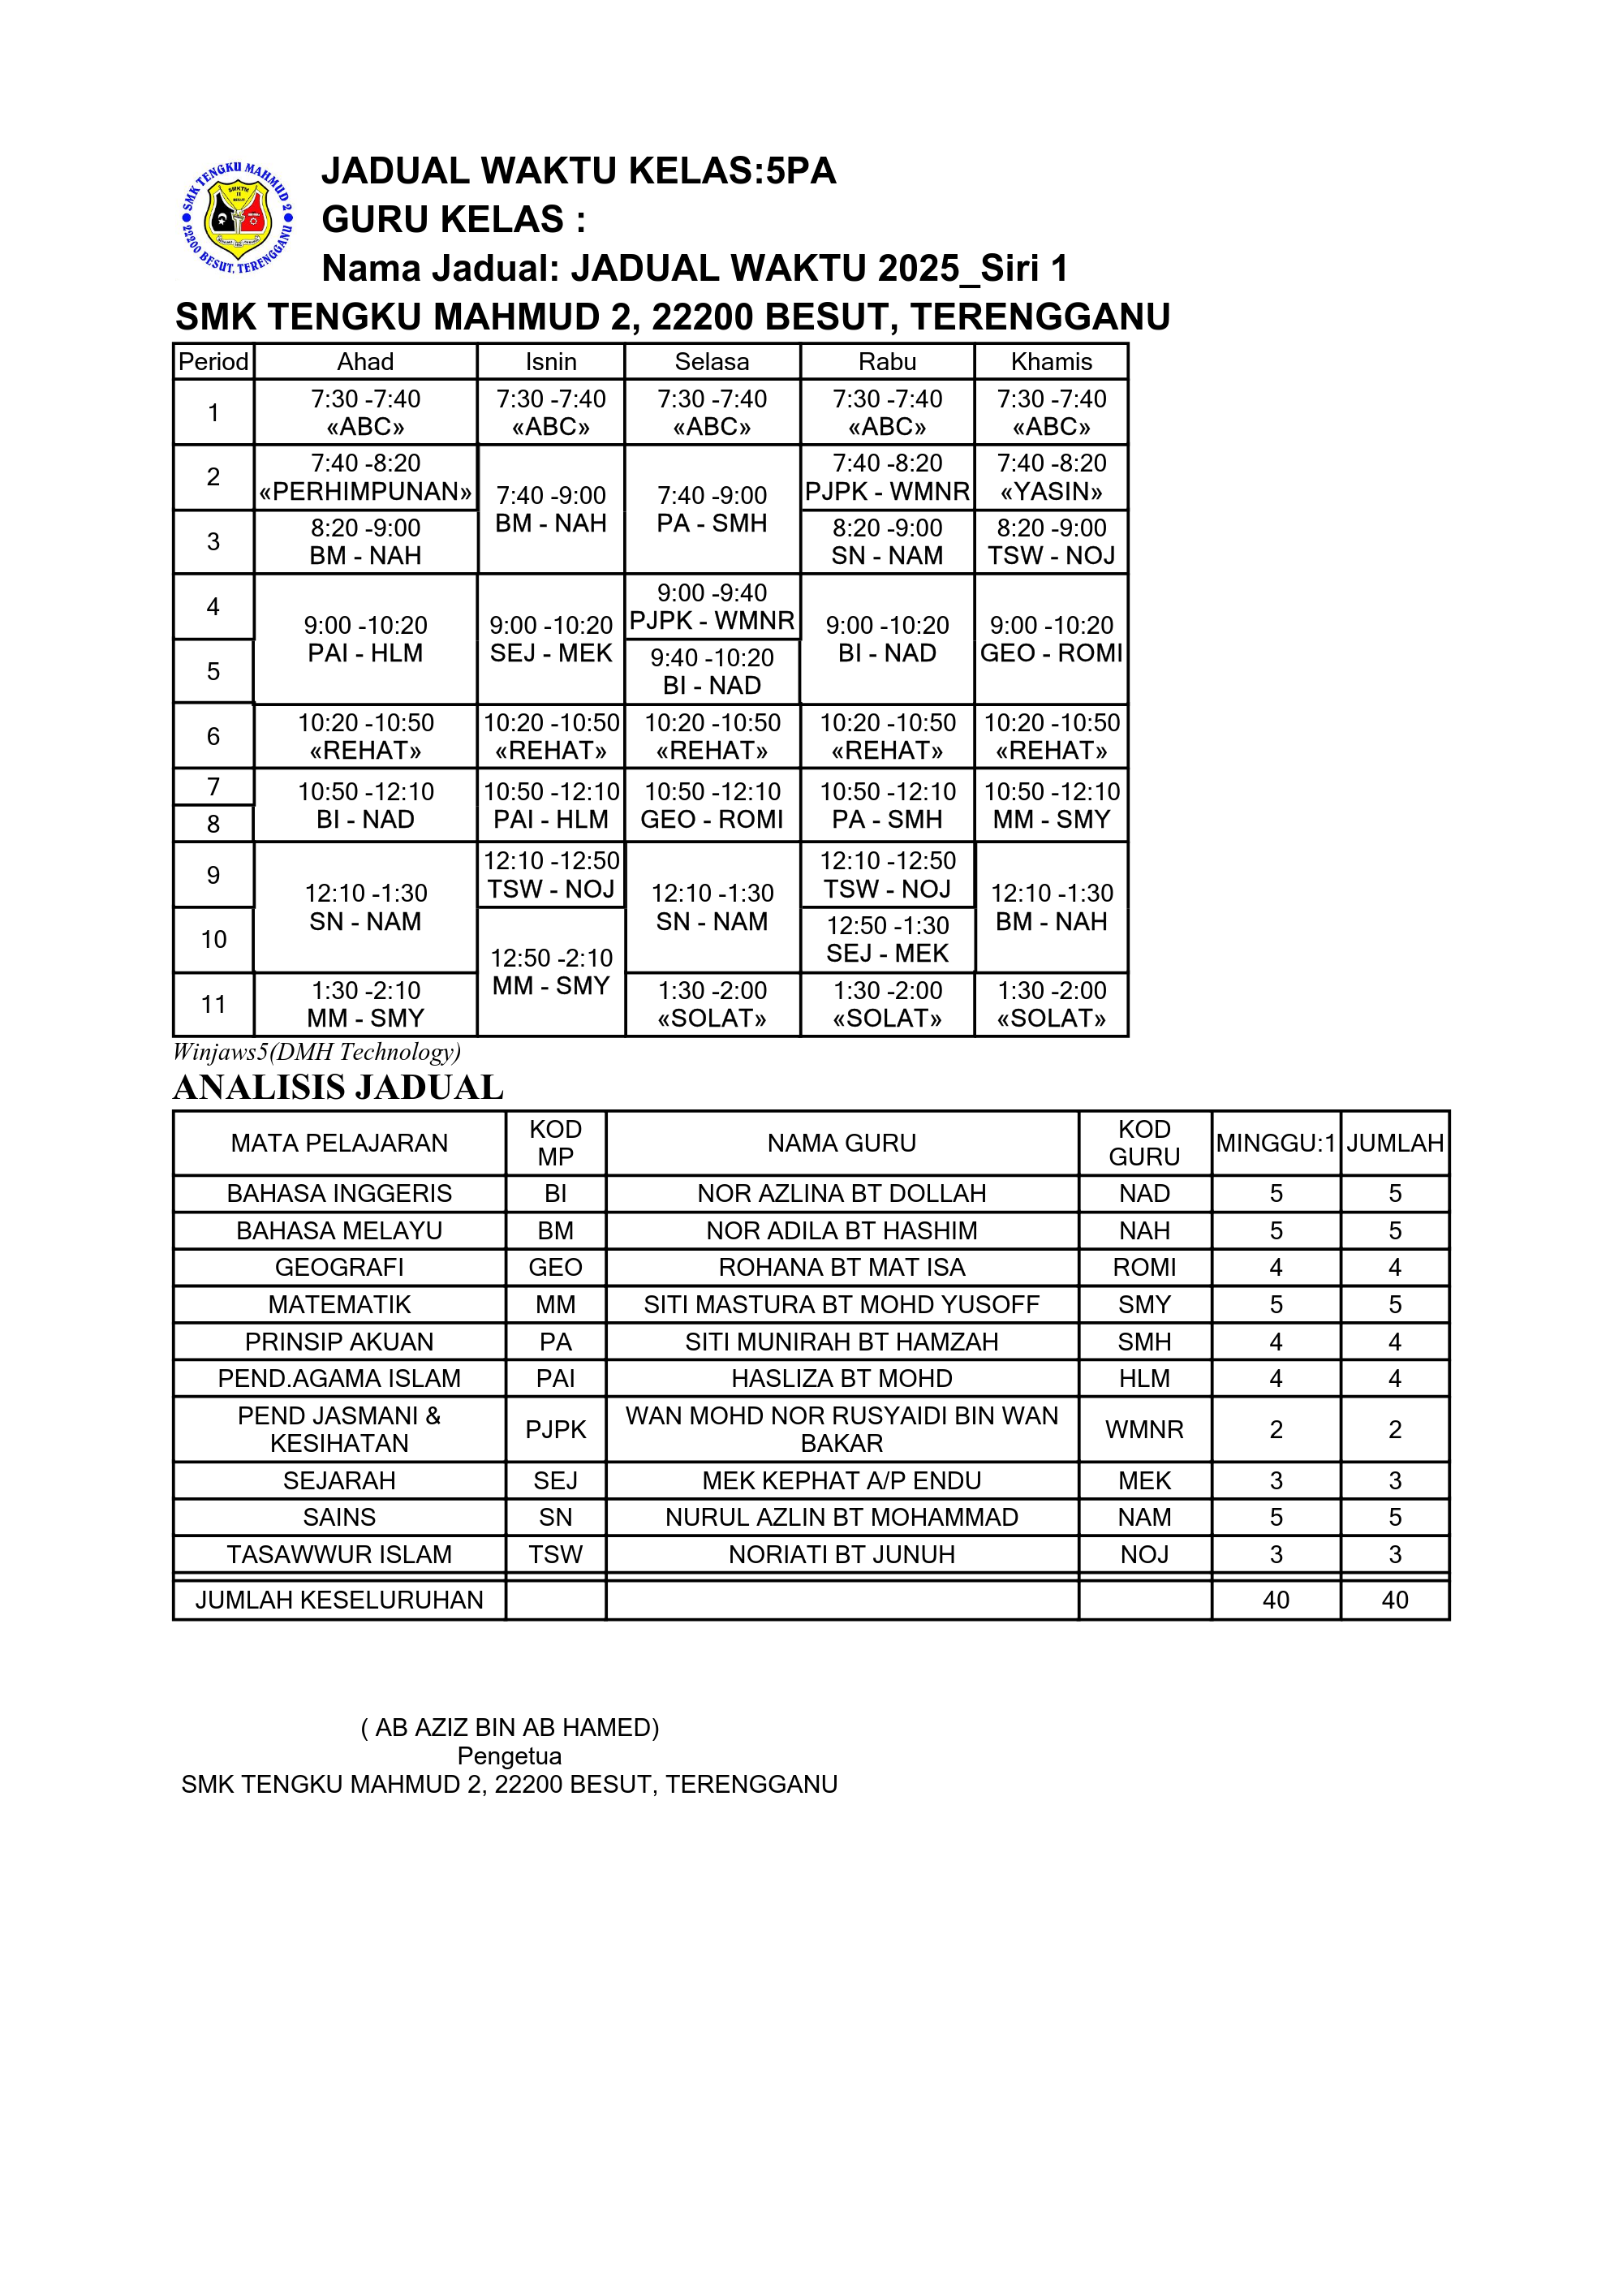 SMK TENGKU MAHMUD 2
22200 BESUT, TERENGGANU
JADUAL WAKTU KELAS:5PA
GURU KELAS :
Nama Jadual: JADUAL WAKTU 2025_Siri 1
SMK TENGKU MAHMUD 2, 22200 BESUT, TERENGGANU
Period Ahad Isnin Selasa Rabu Khamis
1
7:30 -7:40 7:30 -7:40 7:30 -7:40 7:30 -7:40 7:30 -7:40
«ABC» «ABC» «ABC» «ABC» «ABC»
2
7:40 -8:20
«PERHIMPUNAN»
7:40 -9:00
BM - NAH
7:40 -9:00
PA - SMH
7:40 -8:20
PJPK - WMNR
7:40 -8:20
«YASIN»
3
8:20 -9:00
BM - NAH
8:20 -9:00
SN - NAM
8:20 -9:00
TSW - NOJ
4
9:00 -10:20
PAI - HLM
9:00 -10:20
SEJ - MEK
9:00 -9:40
PJPK - WMNR
9:00 -10:20
BI - NAD
9:00 -10:20
GEO - ROMI
5
9:40 -10:20
BI - NAD
6
10:20 -10:50 10:20 -10:50 10:20 -10:50 10:20 -10:50 10:20 -10:50
«REHAT» «REHAT» «REHAT» «REHAT» «REHAT»
7
10:50 -12:10 10:50 -12:10 10:50 -12:10 10:50 -12:10 10:50 -12:10
BI - NAD PAI - HLM GEO - ROMI PA - SMH MM - SMY
8
9
12:10 -1:30
SN - NAM
12:10 -12:50
TSW - NOJ
12:10 -1:30
SN - NAM
12:10 -12:50
TSW - NOJ
12:10 -1:30
BM - NAH
10
12:50 -2:10
MM - SMY
12:50 -1:30
SEJ - MEK
11
1:30 -2:10
MM - SMY
1:30 -2:00
«SOLAT»
1:30 -2:00
«SOLAT»
1:30 -2:00
«SOLAT»
Winjaws5(DMH Technology)
ANALISIS JADUAL
MATA PELAJARAN KOD MP NAMA GURU KOD GURU MINGGU:1 JUMLAH
BAHASA INGGERIS BI NOR AZLINA BT DOLLAH NAD 5 5
BAHASA MELAYU BM NOR ADILA BT HASHIM NAH 5 5
GEOGRAFI GEO ROHANA BT MAT ISA ROMI 4 4
MATEMATIK MM SITI MASTURA BT MOHD YUSOFF SMY 5 5
PRINSIP AKUAN PA SITI MUNIRAH BT HAMZAH SMH 4 4
PEND.AGAMA ISLAM PAI HASLIZA BT MOHD HLM 4 4
PEND JASMANI & KESIHATAN PJPK WAN MOHD NOR RUSYAIDI BIN WAN BAKAR WMNR 2 2
SEJARAH SEJ MEK KEPHAT A/P ENDU MEK 3 3
SAINS SN NURUL AZLIN BT MOHAMMAD NAM 5 5
TASAWWUR ISLAM TSW NORIATI BT JUNUH NOJ 3 3
JUMLAH KESELURUHAN 40 40
( AB AZIZ BIN AB HAMED)
Pengetua
SMK TENGKU MAHMUD 2, 22200 BESUT, TERENGGANU